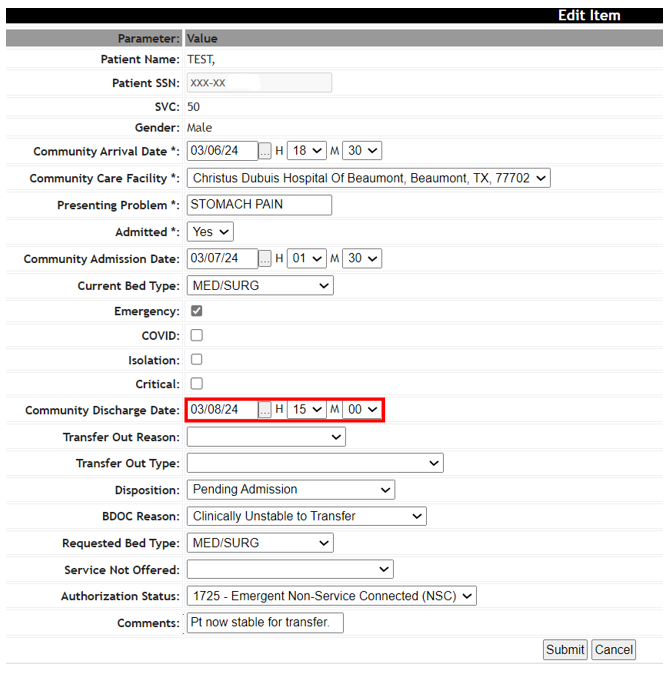 Edit Item
Parameter: Value
Patient Name: TEST,
Patient SSN: xxx-xx
SVC: 50
Gender: Male
Community Arrival Date *: 03/06/24 ... H 18 M 30
Community Care Facility *: Christus Dubuis Hospital Of Beaumont, Beaumont, TX, 77702
Presenting Problem *: STOMACH PAIN
Admitted *: Yes
Community Admission Date: 03/07/24 ... H 01 M 30
Current Bed Type: MED/SURG
Emergency:
COVID:
Isolation:
Critical:
Community Discharge Date: 03/08/24 ... H 15 M 00
Transfer Out Reason:
Transfer Out Type:
Disposition: Pending Admission
BDOC Reason: Clinically Unstable to Transfer
Requested Bed Type: MED/SURG
Service Not Offered:
Authorization Status: 1725 - Emergent Non-Service Connected (NSC)
Comments: Pt now stable for transfer.
Submit Cancel